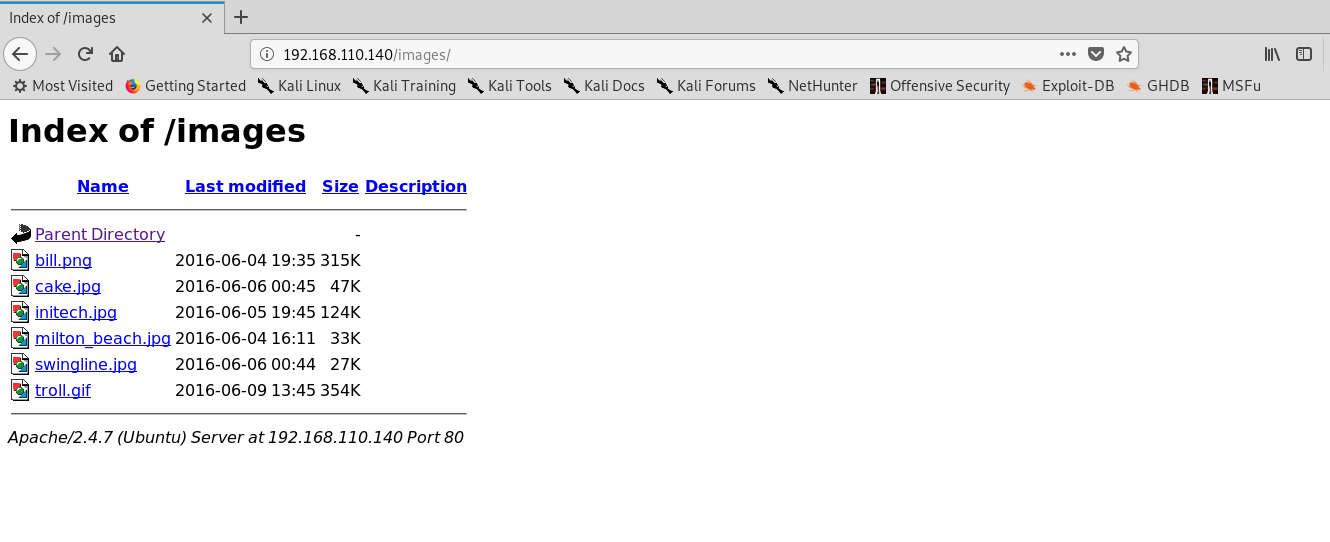 Index of /images
192.168.110.140/images/
Most Visited Getting Started Kali Linux Kali Training Kali Tools Kali Docs Kali Forums NetHunter Offensive Security Exploit-DB GHDB MSFu
Index of /images
Name Last modified Size Description
Parent Directory -
bill.png 2016-06-04 19:35 315K
cake.jpg 2016-06-06 00:45 47K
initech.jpg 2016-06-05 19:45 124K
milton_beach.jpg 2016-06-04 16:11 33K
swingline.jpg 2016-06-06 00:44 27K
troll.gif 2016-06-09 13:45 354K
Apache/2.4.7 (Ubuntu) Server at 192.168.110.140 Port 80